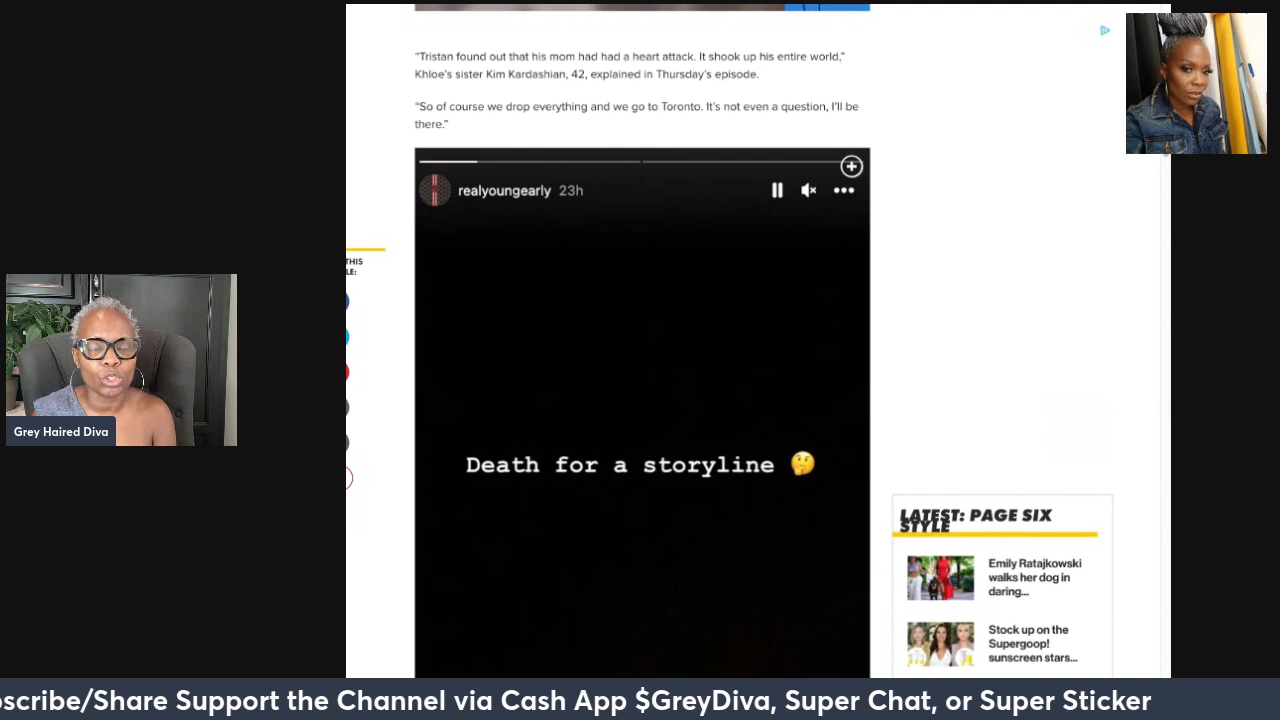 “Tristan found out that his mom had had a heart attack. It shook up his entire world,”
Khloe’s sister Kim Kardashian, 42, explained in Thursday’s episode.
“So of course we drop everything and we go to Toronto. It’s not even a question, I’ll be
there.”
realyoungearly 23h
THIS
LE:
Grey Haired Diva
Death for a storyline 🤔
LATEST: PAGE SIX
STYLE
Emily Ratajkowski
walks her dog in
daring...
Stock up on the
Supergoop!
sunscreen stars...
scribe/Share Support the Channel via Cash App $GreyDiva, Super Chat, or Super Sticker